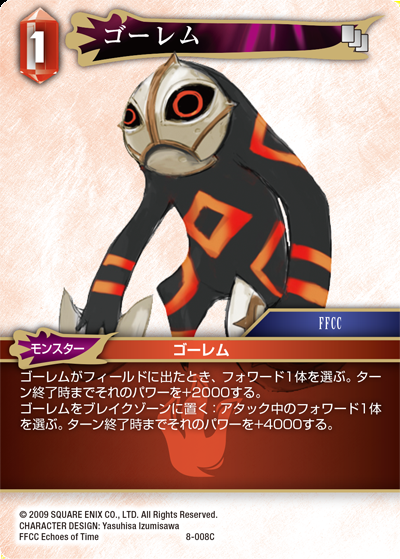 1
ゴーレム
FFCC
モンスター
ゴーレム
ゴーレムがフィールドに出たとき、フォワード1体を選ぶ。ター
ン終了時までそれのパワーを+2000する。
ゴーレムをブレイクゾーンに置く:アタック中のフォワード1体
を選ぶ。ターン終了時までそれのパワーを+4000する。
© 2009 SQUARE ENIX CO., LTD. All Rights Reserved.
CHARACTER DESIGN: Yasuhisa Izumisawa
FFCC Echoes of Time 8-008C